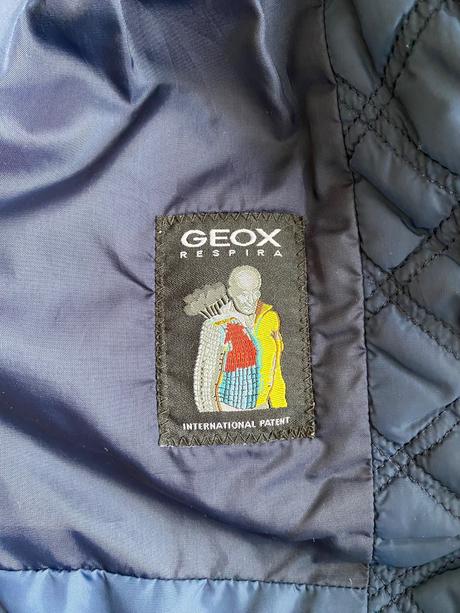 GEOX
RESPIRA
INTERNATIONAL PATENT